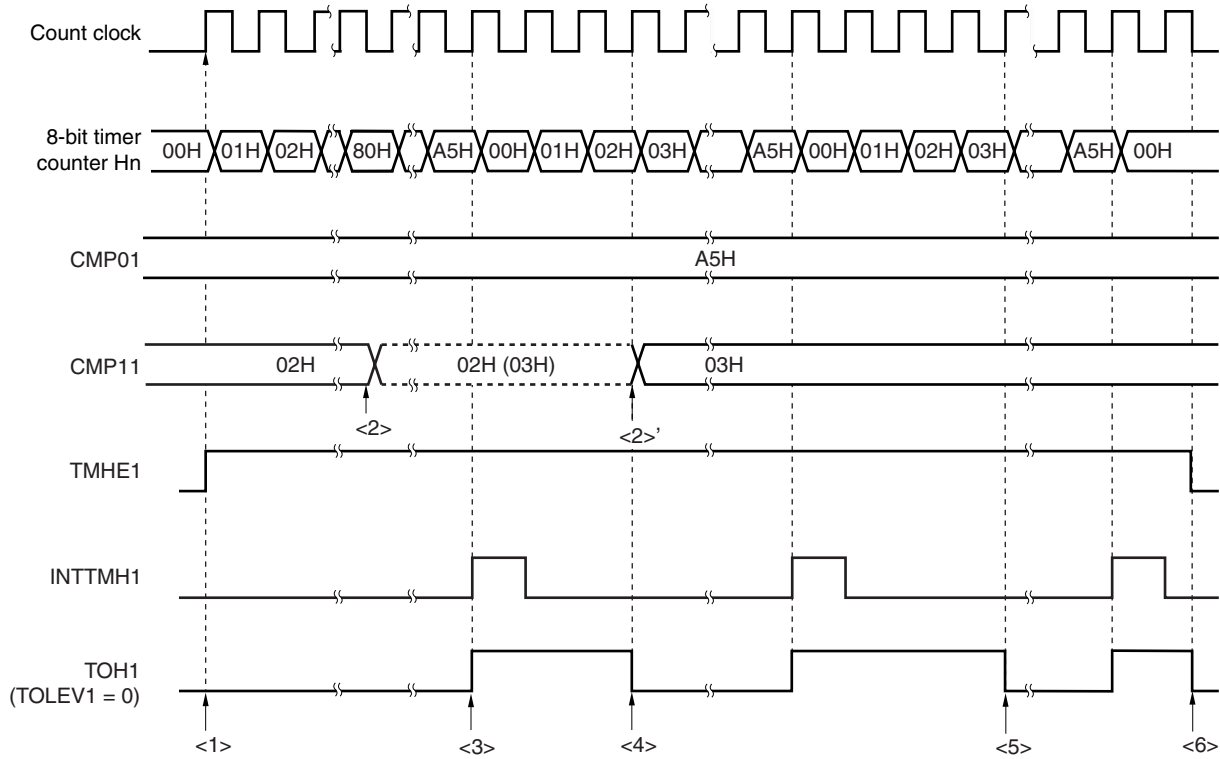 Count clock
8-bit timer
counter Hn
00H 01H 02H 80H A5H 00H 01H 02H 03H A5H 00H 01H 02H 03H A5H 00H
CMP01
A5H
CMP11
02H 02H (03H) 03H
<2> <2>’
TMHE1
INTTMH1
TOH1
(TOLEV1 = 0)
<1> <3> <4> <5> <6>